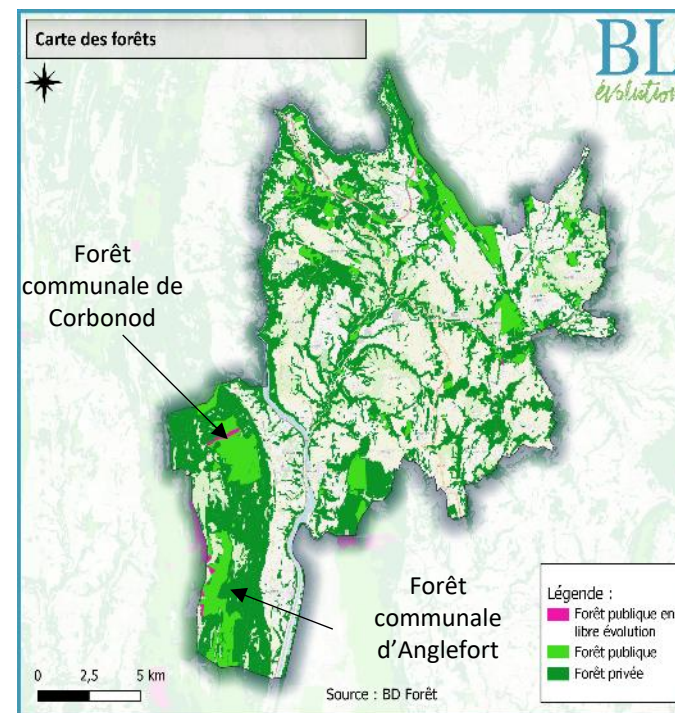 Carte des forêts
BL
évolution
Forêt
communale de
Corbonod
Forêt
communale
d'Anglefort
Légende :
Forêt publique en
libre évolution
Forêt publique
Forêt privée
0 2,5 5 km
Source : BD Forêt